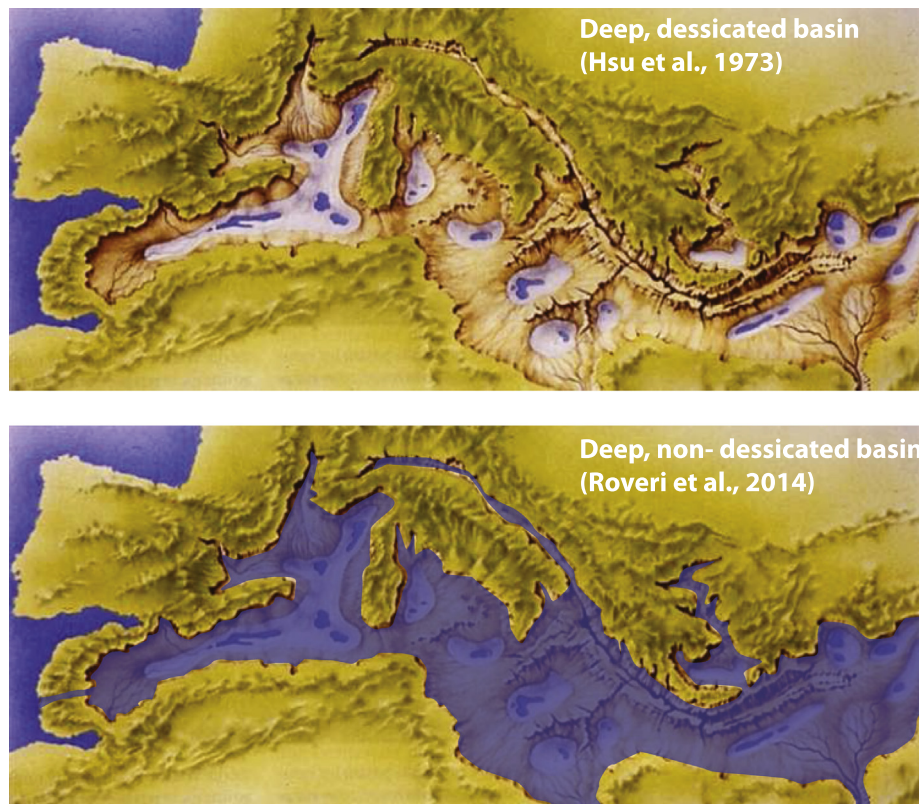 Deep, dessicated basin
(Hsu et al., 1973)
Deep, non- dessicated basin
(Roveri et al., 2014)